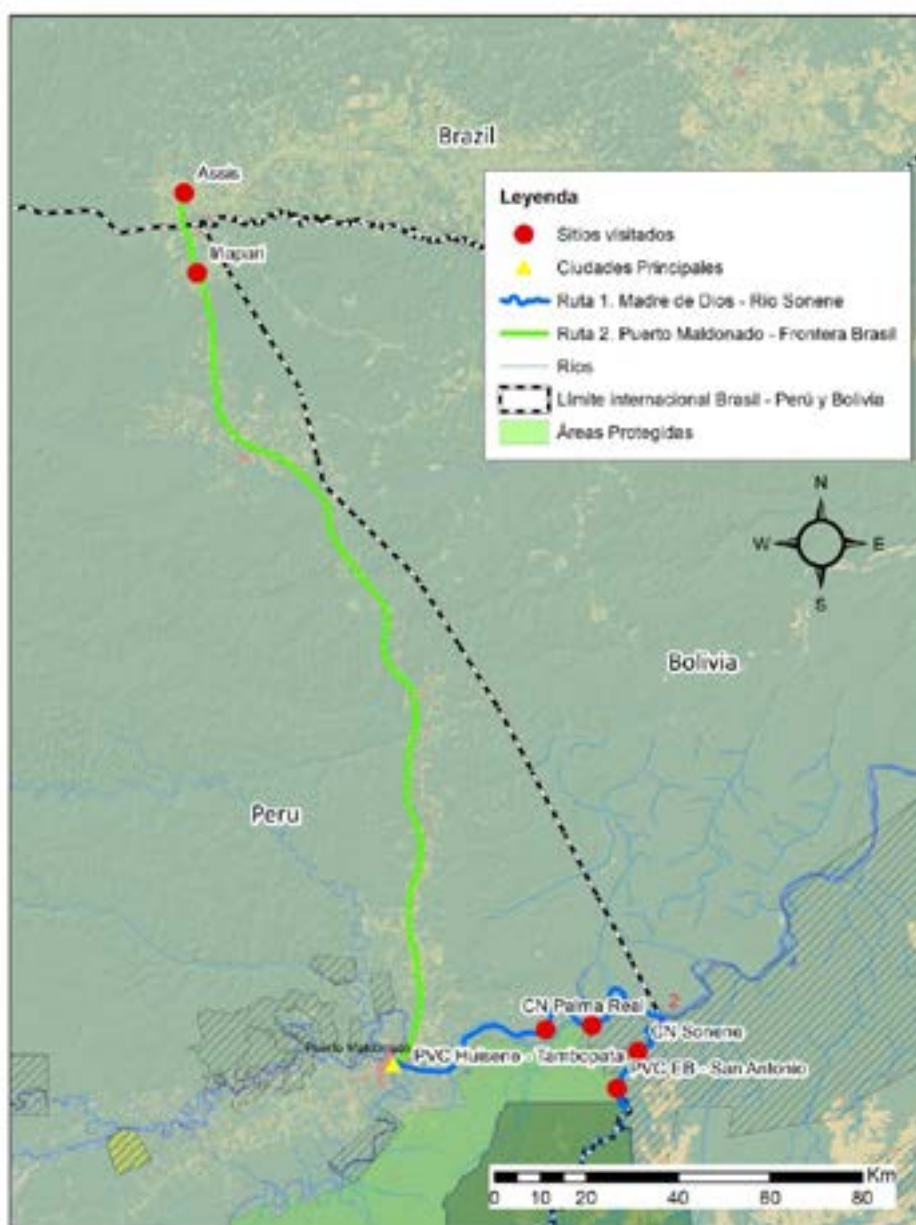 Brazil
Assis
Iñapari
Leyenda
Sitios visitados
Ciudades Principales
Ruta 1. Madre de Dios - Río Sonene
Ruta 2. Puerto Maldonado - Frontera Brasil
Ríos
Límite internacional Brasil - Perú y Bolivia
Áreas Protegidas
N
W
E
S
Bolivia
Peru
2
CN Palma Real
CN Sonene
Puerto Maldonado
PVC Huisene - Tambopata
PVC EB - San Antonio
Km
0 10 20 40 60 80